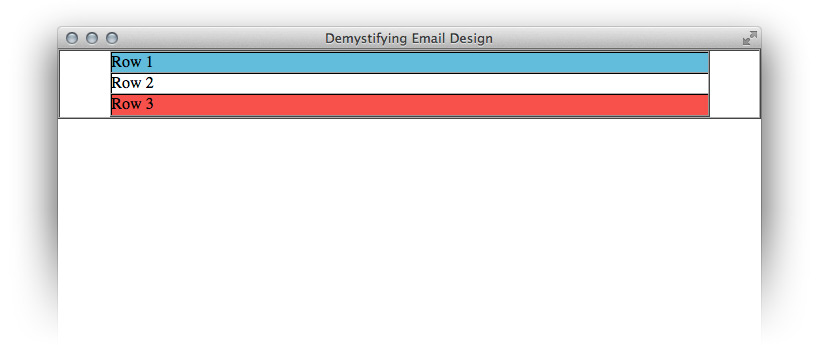 Demystifying Email Design
Row 1
Row 2
Row 3